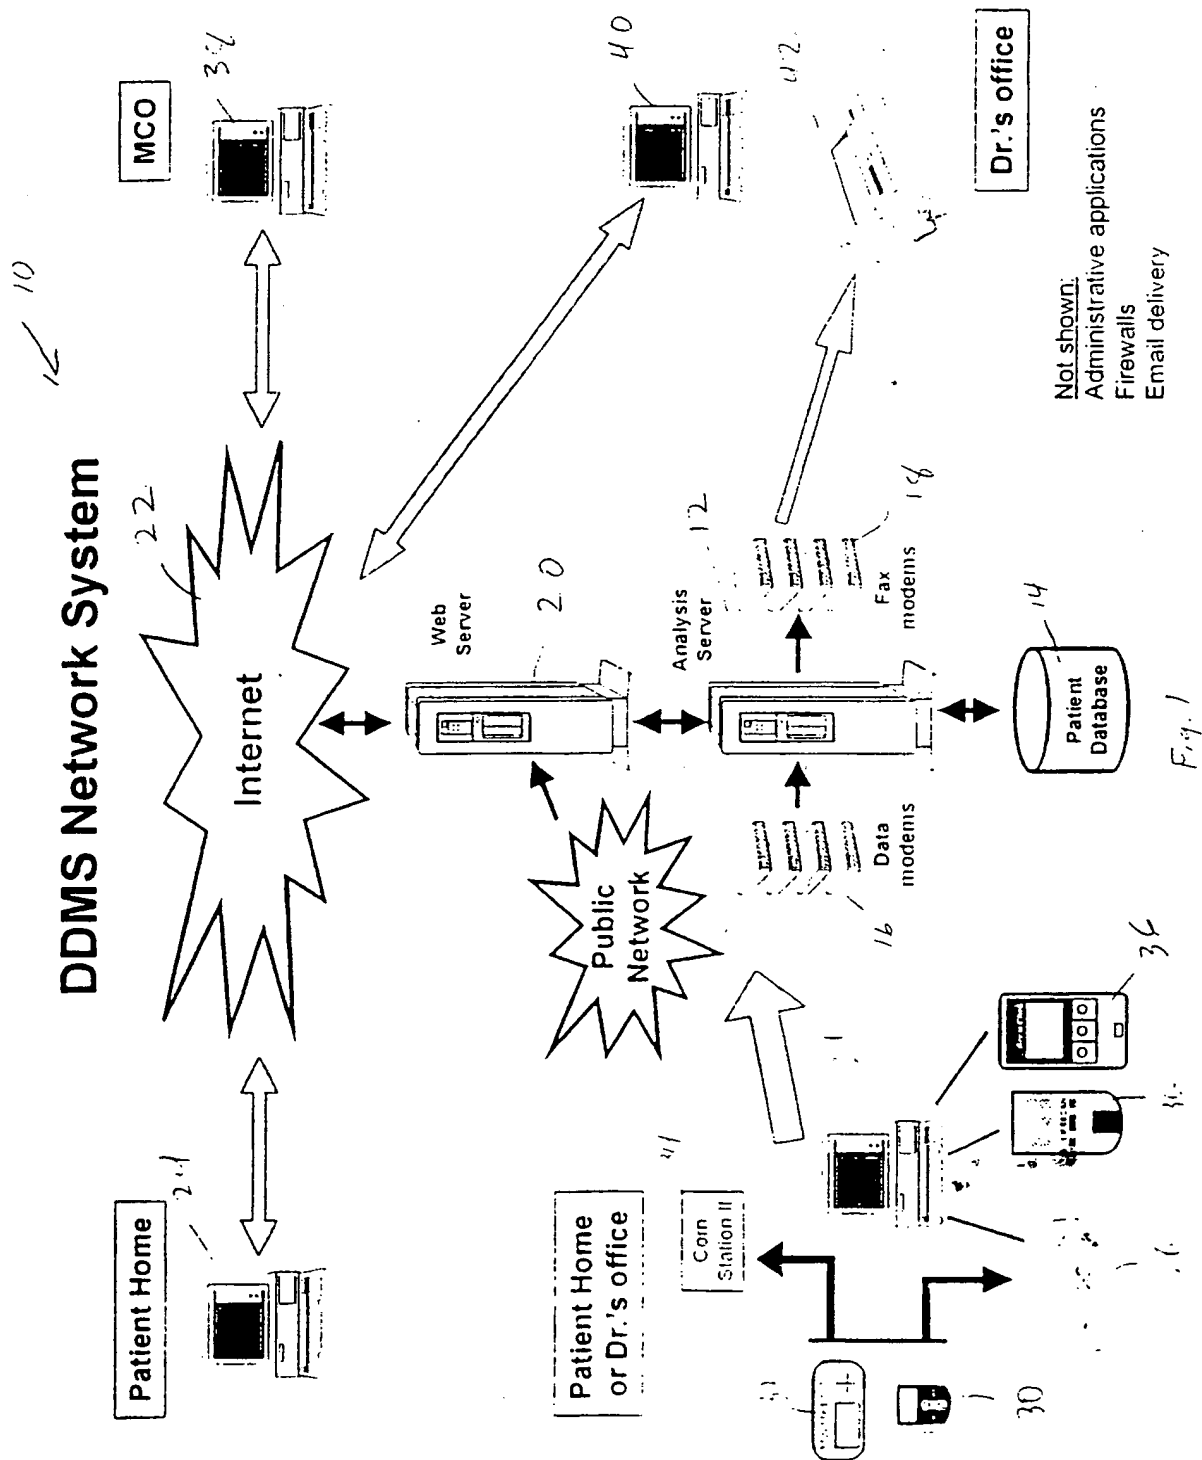 DDMS Network System
10
Patient Home
24
Internet
22
MCO
Web
Server
20
40
Public
Network
Patient Home
or Dr.'s office
Com
Station II
Analysis
Server
12
Data
modems
16
Fax
modems
18
42
Dr.'s office
Patient
Database
14
30
Not shown:
Administrative applications
Firewalls
Email delivery
Fig. 1